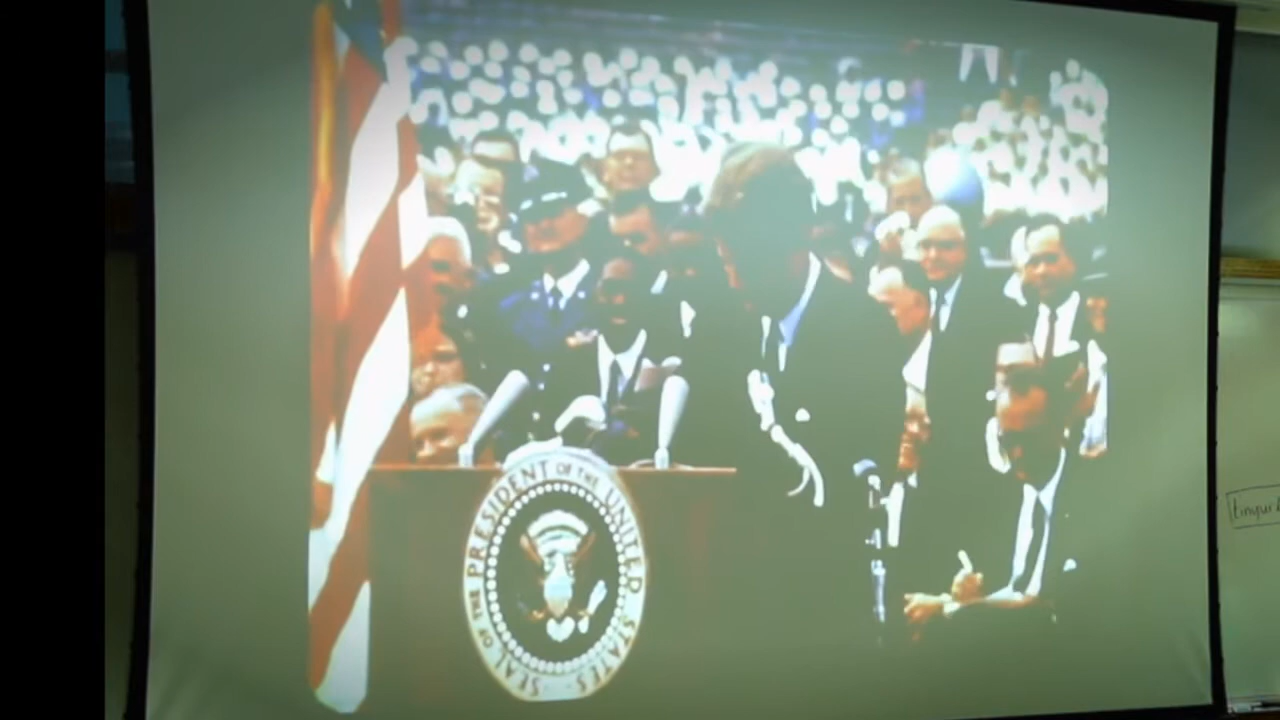 SEAL OF THE PRESIDENT OF THE UNITED STATES